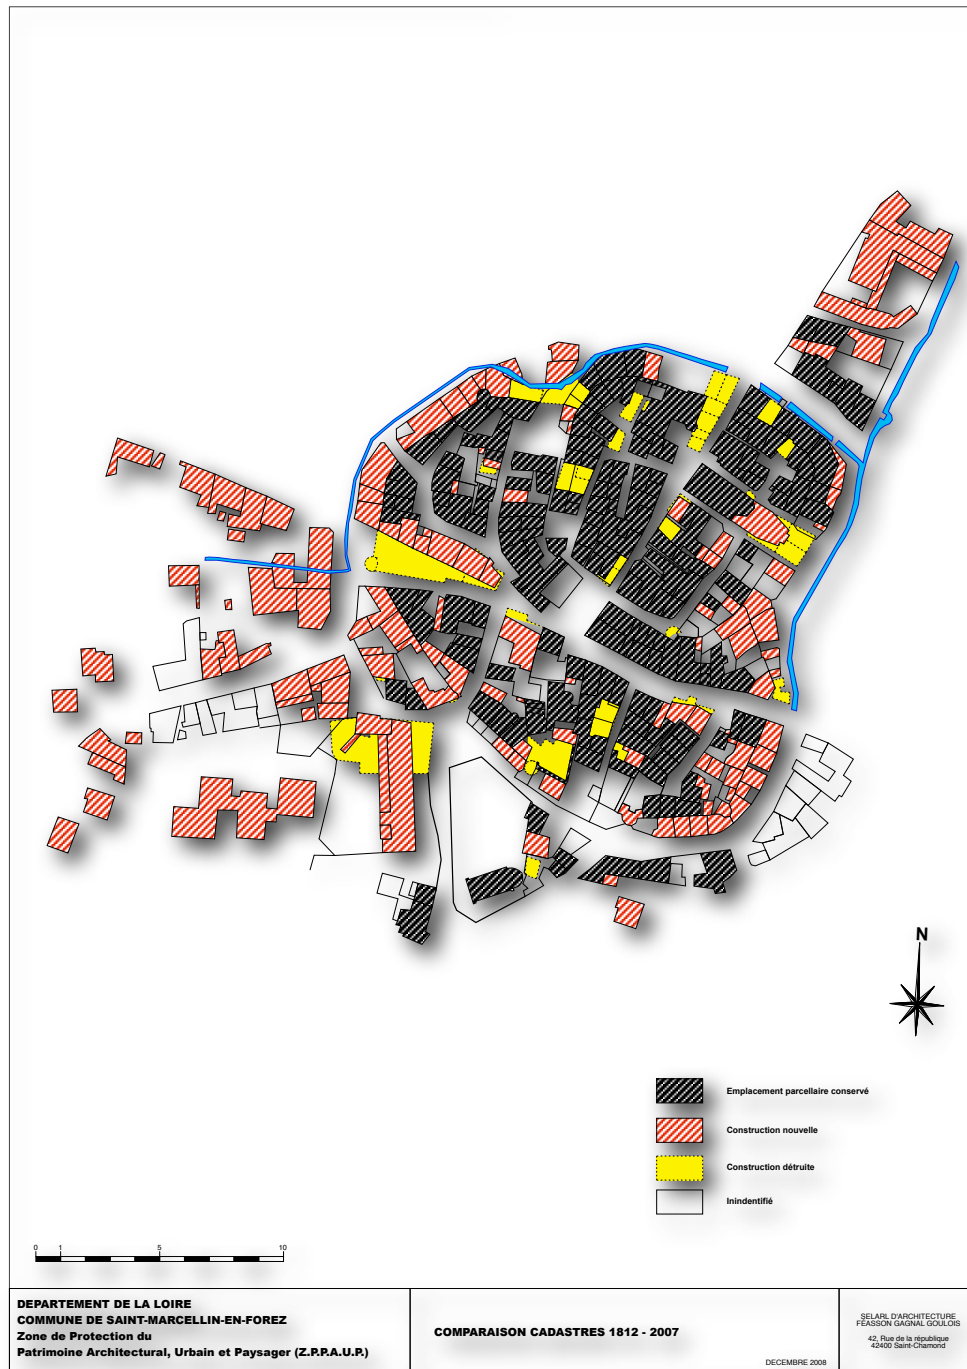 N
Emplacement parcellaire conservé
Construction nouvelle
Construction détruite
Inindentifié
0 1 5 10
DEPARTEMENT DE LA LOIRE
COMMUNE DE SAINT-MARCELLIN-EN-FOREZ
Zone de Protection du
Patrimoine Architectural, Urbain et Paysager (Z.P.P.A.U.P.)
COMPARAISON CADASTRES 1812 - 2007
DECEMBRE 2008
SELARL D'ARCHITECTURE
FEASSON GAGNAL GOULOIS
42, Rue de la république
42400 Saint-Chamond